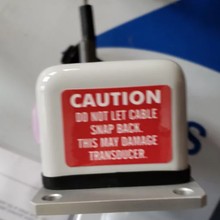 CAUTION
DO NOT LET CABLE
SNAP BACK.
THIS MAY DAMAGE
TRANSDUCER.